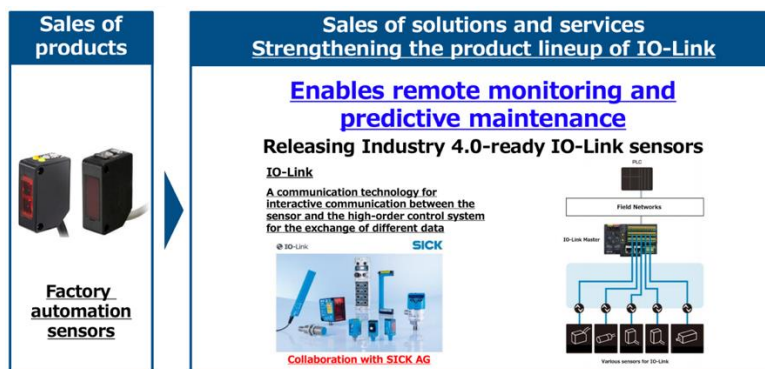 Sales of
products
Factory
automation
sensors
Sales of solutions and services
Strengthening the product lineup of IO-Link
Enables remote monitoring and
predictive maintenance
Releasing Industry 4.0-ready IO-Link sensors
IO-Link
A communication technology for
interactive communication between the
sensor and the high-order control system
for the exchange of different data
IO-Link
SICK
Collaboration with SICK AG
PLC
Field Networks
IO-Link Master
Various sensors for IO-Link